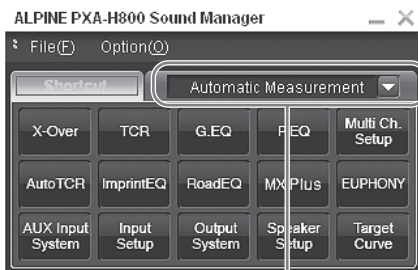 ALPINE PXA-H800 Sound Manager
File(F) Option(O)
Shortcut Automatic Measurement
X-Over TCR G.EQ P.EQ Multi Ch. Setup
AutoTCR ImprintEQ RoadEQ MX Plus EUPHONY
AUX Input System Input Setup Output System Speaker Setup Target Curve